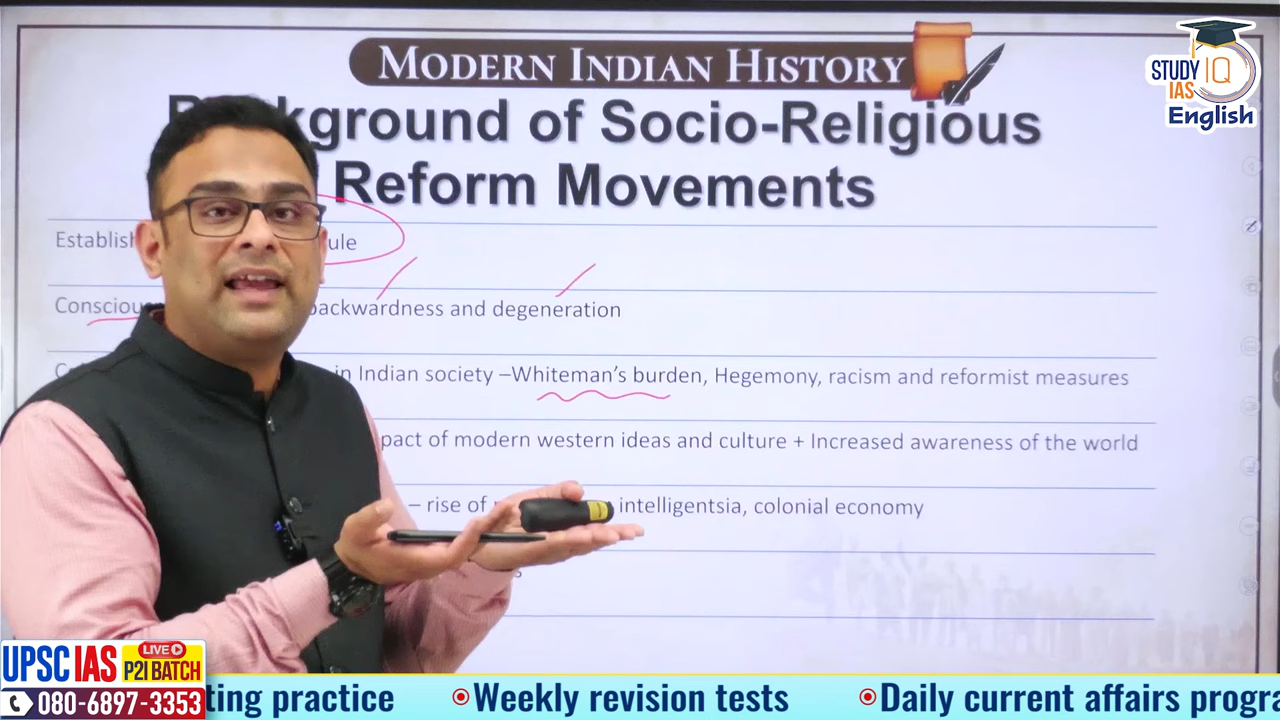 MODERN INDIAN HISTORY
STUDY IQ
IAS
English
kground of Socio-Religious
Reform Movements
Establish ule
Consciou backwardness and degeneration
in Indian society –Whiteman's burden, Hegemony, racism and reformist measures
pact of modern western ideas and culture + Increased awareness of the world
– rise of intelligentsia, colonial economy
UPSC IAS LIVE
P2I BATCH
080-6897-3353
ting practice Weekly revision tests Daily current affairs progra